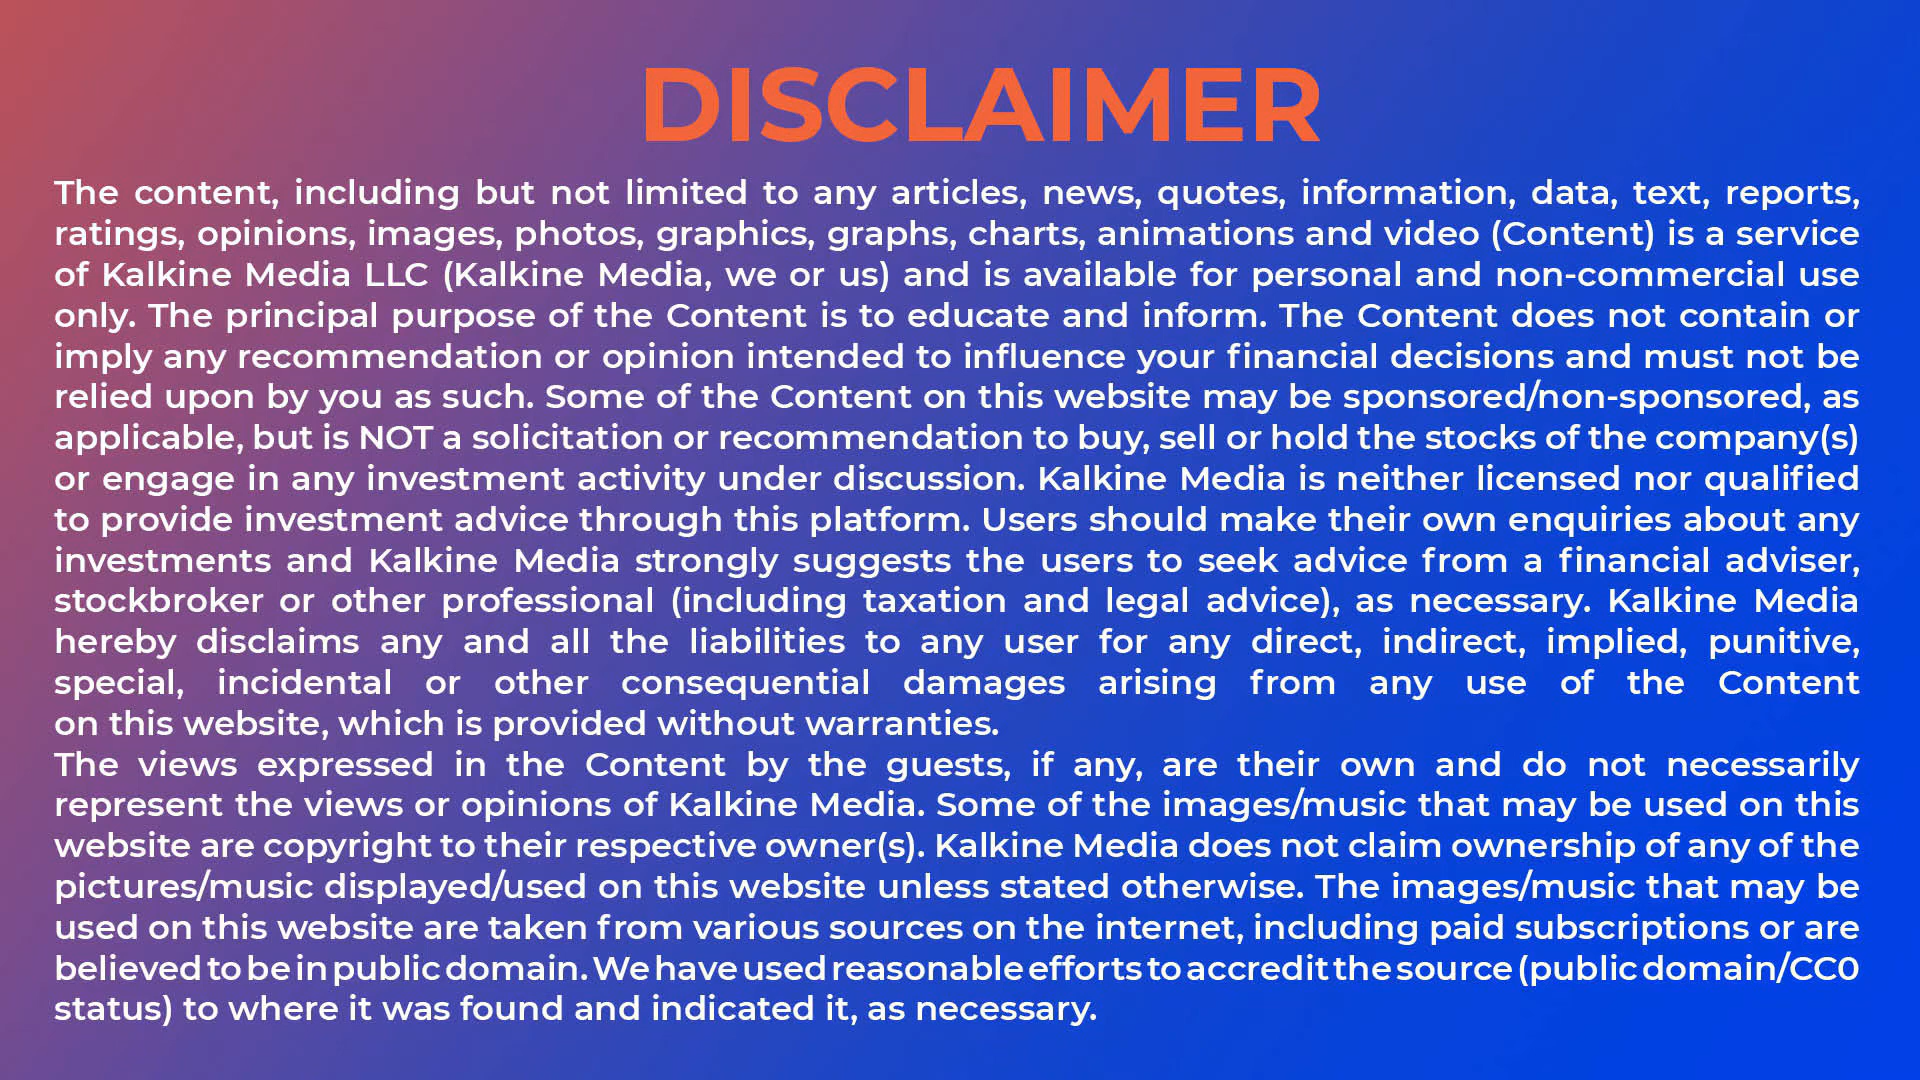 DISCLAIMER
The content, including but not limited to any articles, news, quotes, information, data, text, reports,
ratings, opinions, images, photos, graphics, graphs, charts, animations and video (Content) is a service
of Kalkine Media LLC (Kalkine Media, we or us) and is available for personal and non-commercial use
only. The principal purpose of the Content is to educate and inform. The Content does not contain or
imply any recommendation or opinion intended to influence your financial decisions and must not be
relied upon by you as such. Some of the Content on this website may be sponsored/non-sponsored, as
applicable, but is NOT a solicitation or recommendation to buy, sell or hold the stocks of the company(s)
or engage in any investment activity under discussion. Kalkine Media is neither licensed nor qualified
to provide investment advice through this platform. Users should make their own enquiries about any
investments and Kalkine Media strongly suggests the users to seek advice from a financial adviser,
stockbroker or other professional (including taxation and legal advice), as necessary. Kalkine Media
hereby disclaims any and all the liabilities to any user for any direct, indirect, implied, punitive,
special, incidental or other consequential damages arising from any use of the Content
on this website, which is provided without warranties.
The views expressed in the Content by the guests, if any, are their own and do not necessarily
represent the views or opinions of Kalkine Media. Some of the images/music that may be used on this
website are copyright to their respective owner(s). Kalkine Media does not claim ownership of any of the
pictures/music displayed/used on this website unless stated otherwise. The images/music that may be
used on this website are taken from various sources on the internet, including paid subscriptions or are
believed to be in public domain. We have used reasonable efforts to accredit the source (public domain/CC0
status) to where it was found and indicated it, as necessary.